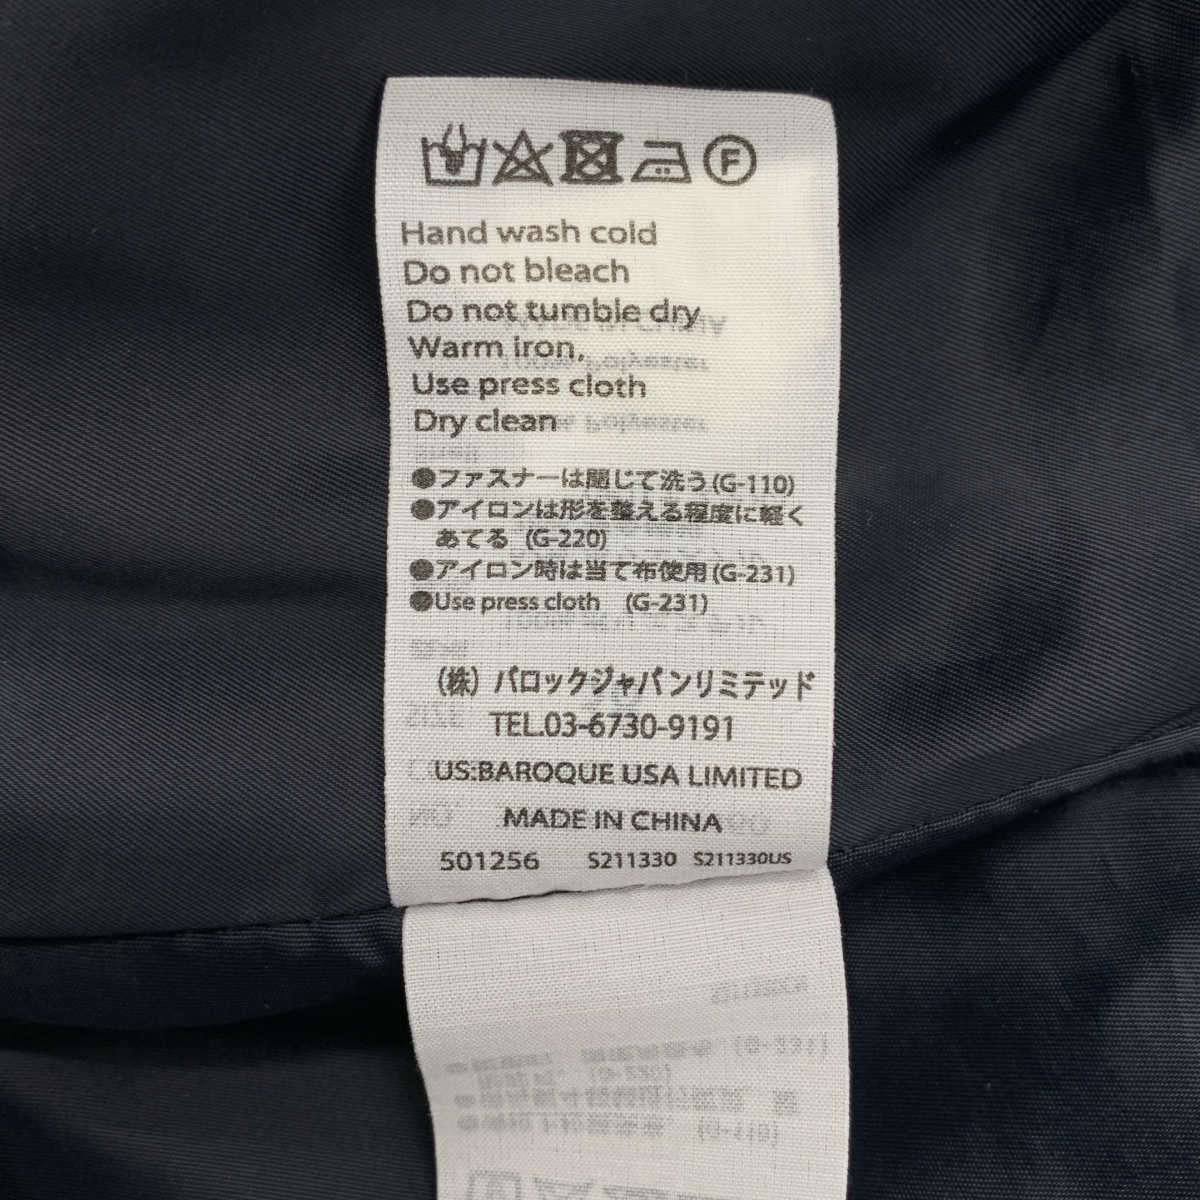 F
Hand wash cold
Do not bleach
Do not tumble dry
Warm iron,
Use press cloth
Dry clean
●ファスナーは閉じて洗う(G-110)
●アイロンは形を整える程度に軽く
あてる (G-220)
●アイロン時は当て布使用(G-231)
●Use press cloth (G-231)
(株) バロックジャパンリミテッド
TEL.03-6730-9191
US:BAROQUE USA LIMITED
MADE IN CHINA
501256 S211330 S211330US